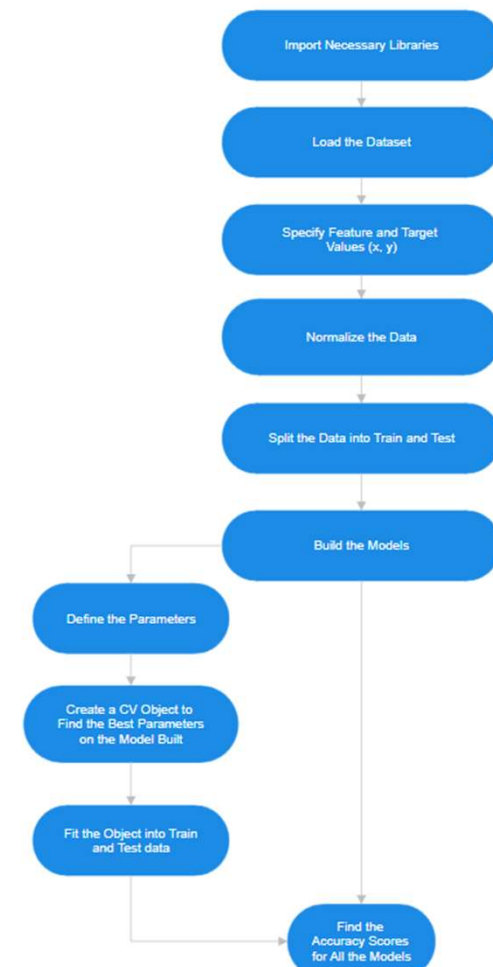 Import Necessary Libraries
Load the Dataset
Specify Feature and Target
Values (x, y)
Normalize the Data
Split the Data into Train and Test
Build the Models
Define the Parameters
Create a CV Object to
Find the Best Parameters
on the Model Built
Fit the Object into Train
and Test data
Find the
Accuracy Scores
for All the Models